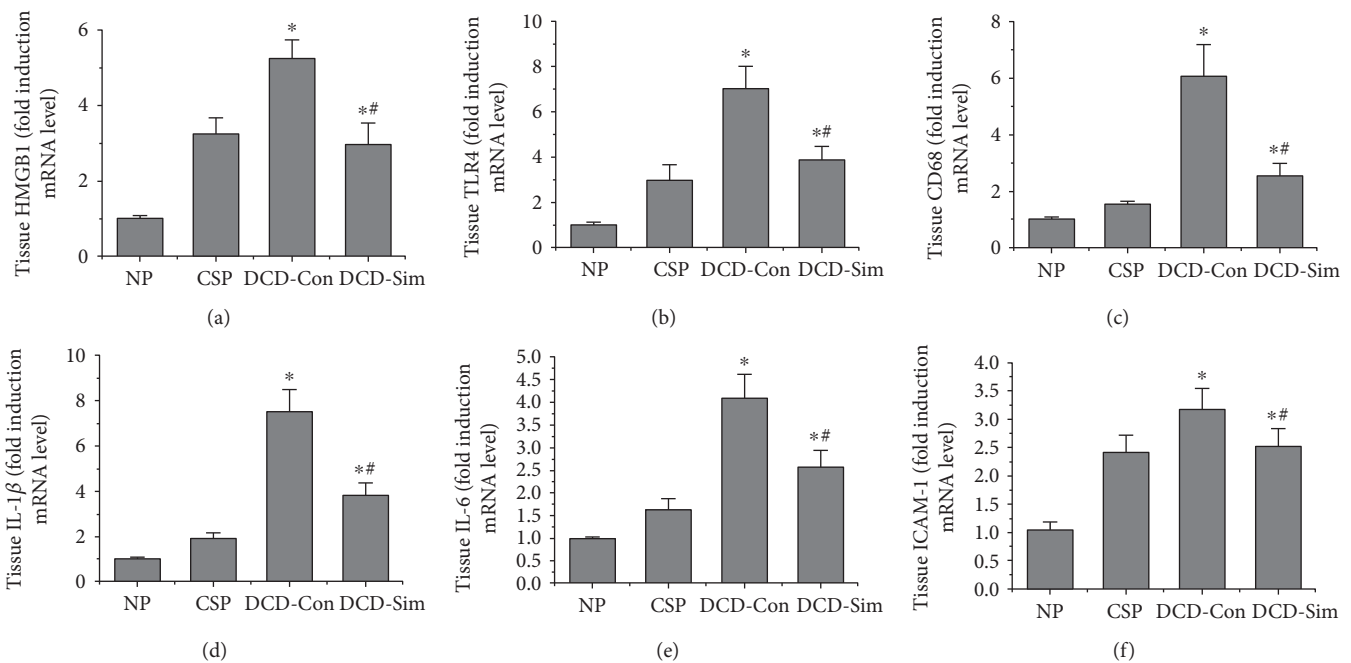 Tissue HMGB1 (fold induction
mRNA level)
6
4
2
0
*
*#
NP CSP DCD-Con DCD-Sim
(a)
Tissue TLR4 (fold induction
mRNA level)
10
8
6
4
2
0
*
*#
NP CSP DCD-Con DCD-Sim
(b)
Tissue CD68 (fold induction
mRNA level)
8
6
4
2
0
*
*#
NP CSP DCD-Con DCD-Sim
(c)
Tissue IL-1β (fold induction
mRNA level)
10
8
6
4
2
0
*
*#
NP CSP DCD-Con DCD-Sim
(d)
Tissue IL-6 (fold induction
mRNA level)
5.0
4.5
4.0
3.5
3.0
2.5
2.0
1.5
1.0
0.5
0.0
*
*#
NP CSP DCD-Con DCD-Sim
(e)
Tissue ICAM-1 (fold induction
mRNA level)
4.0
3.5
3.0
2.5
2.0
1.5
1.0
0.5
0.0
*
*#
NP CSP DCD-Con DCD-Sim
(f)